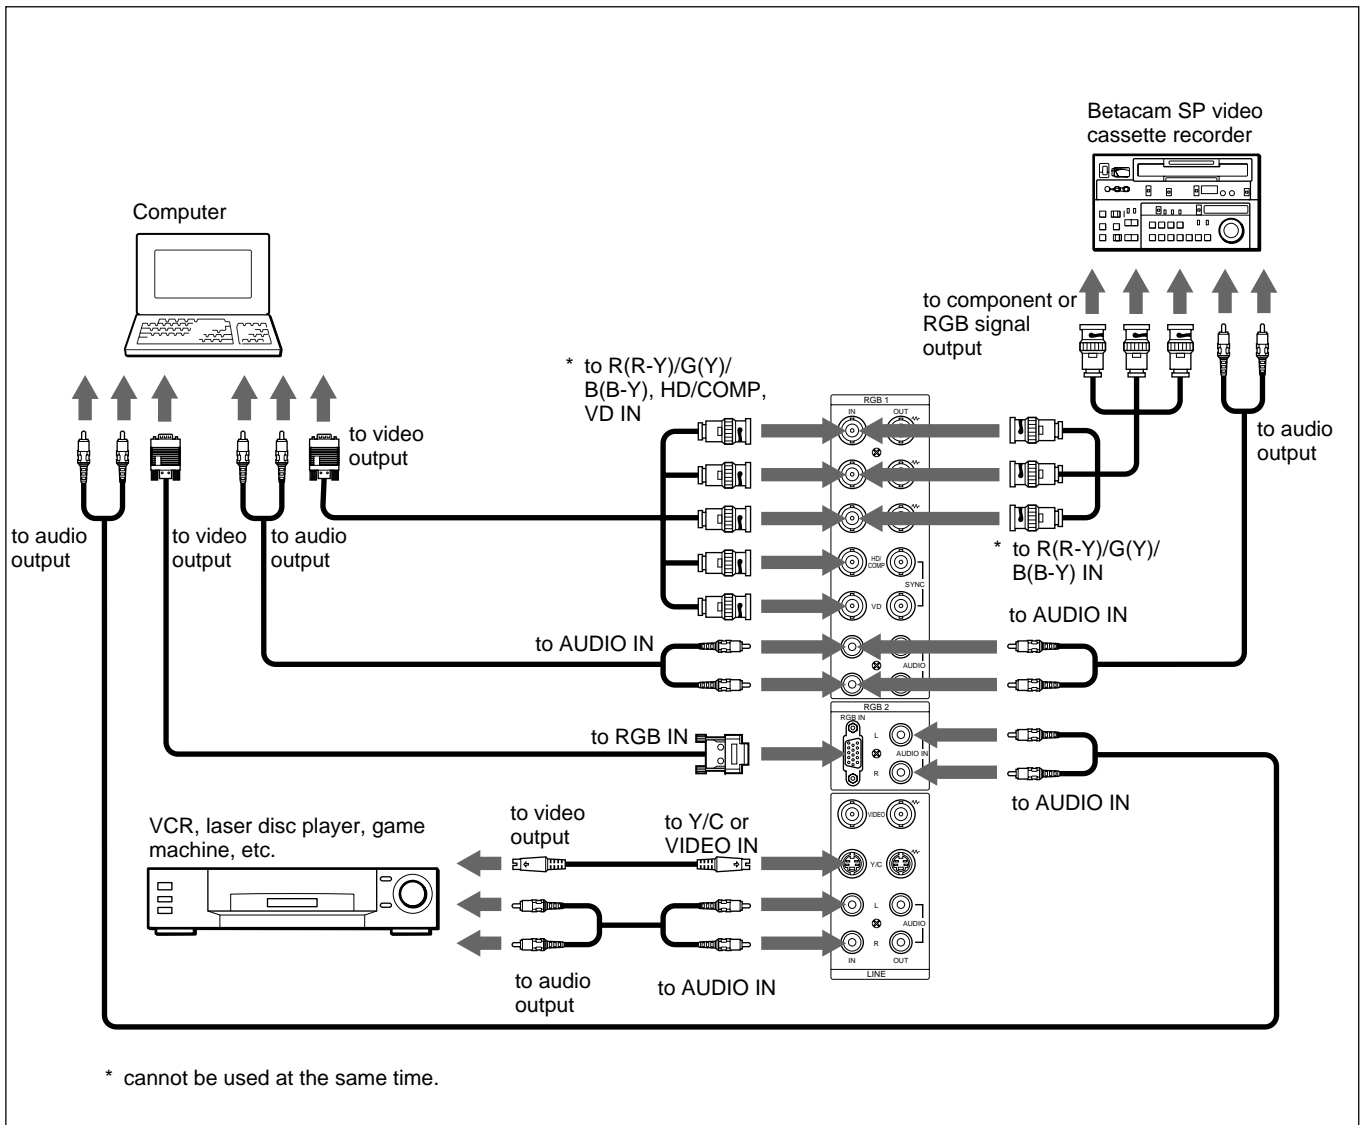 Betacam SP video
cassette recorder
Computer
to component or
RGB signal
output
* to R(R-Y)/G(Y)/
B(B-Y), HD/COMP,
VD IN
to video
output
to audio
output
to audio
output
to video
output
to audio
output
RGB 1
IN
OUT
HD/
COMP
SYNC
VD
AUDIO
* to R(R-Y)/G(Y)/
B(B-Y) IN
to AUDIO IN
to AUDIO IN
RGB 2
RGB IN
L
AUDIO IN
R
to RGB IN
to AUDIO IN
VCR, laser disc player, game
machine, etc.
to video
output
to Y/C or
VIDEO IN
VIDEO
Y/C
L
AUDIO
R
IN
OUT
LINE
to audio
output
to AUDIO IN
* cannot be used at the same time.